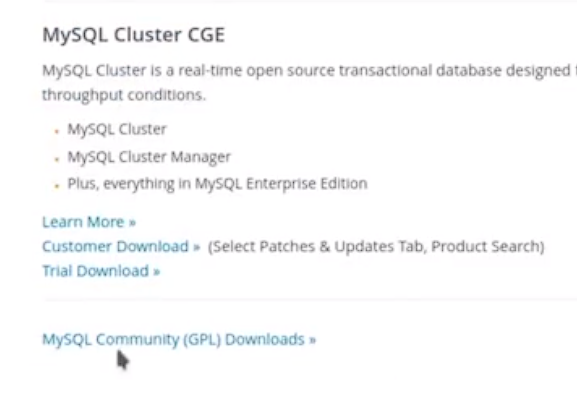 MySQL Cluster CGE
MySQL Cluster is a real-time open source transactional database designed
throughput conditions.
• MySQL Cluster
• MySQL Cluster Manager
• Plus, everything in MySQL Enterprise Edition
Learn More »
Customer Download » (Select Patches & Updates Tab, Product Search)
Trial Download »
MySQL Community (GPL) Downloads »